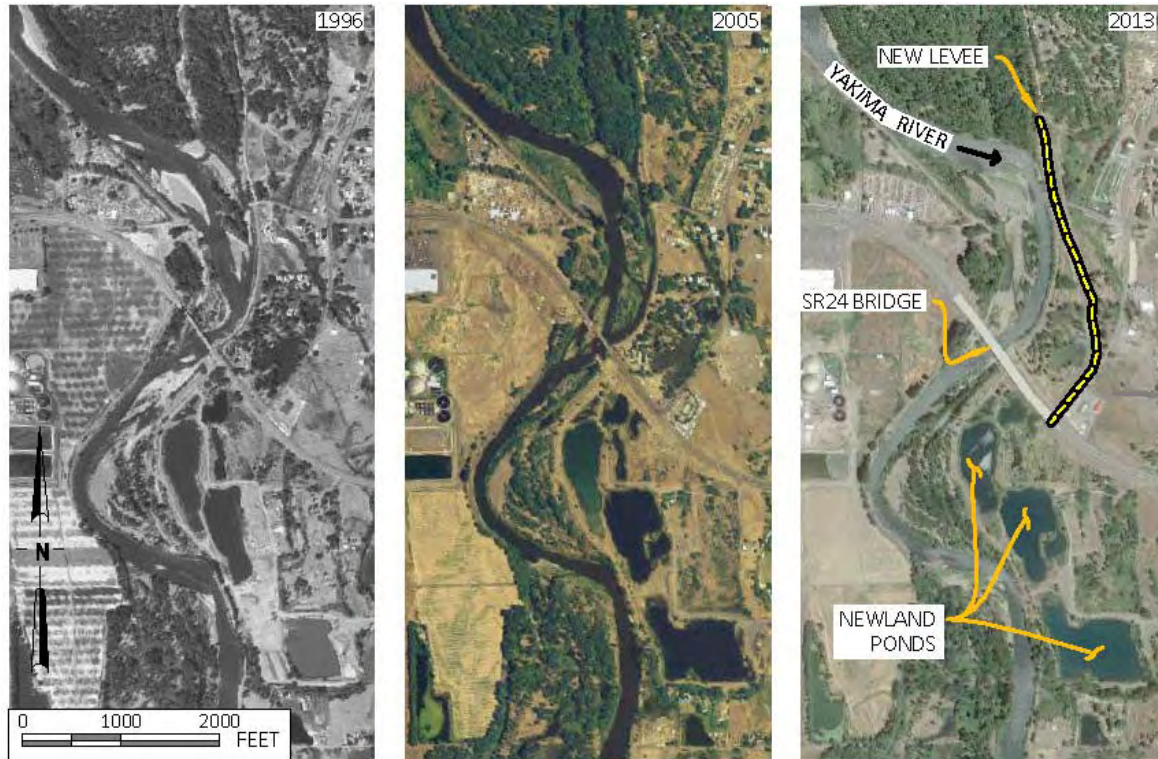 1996
2005
2013
NEW LEVEE
YAKIMA RIVER
SR24 BRIDGE
N
NEWLAND
PONDS
0 1000 2000
FEET